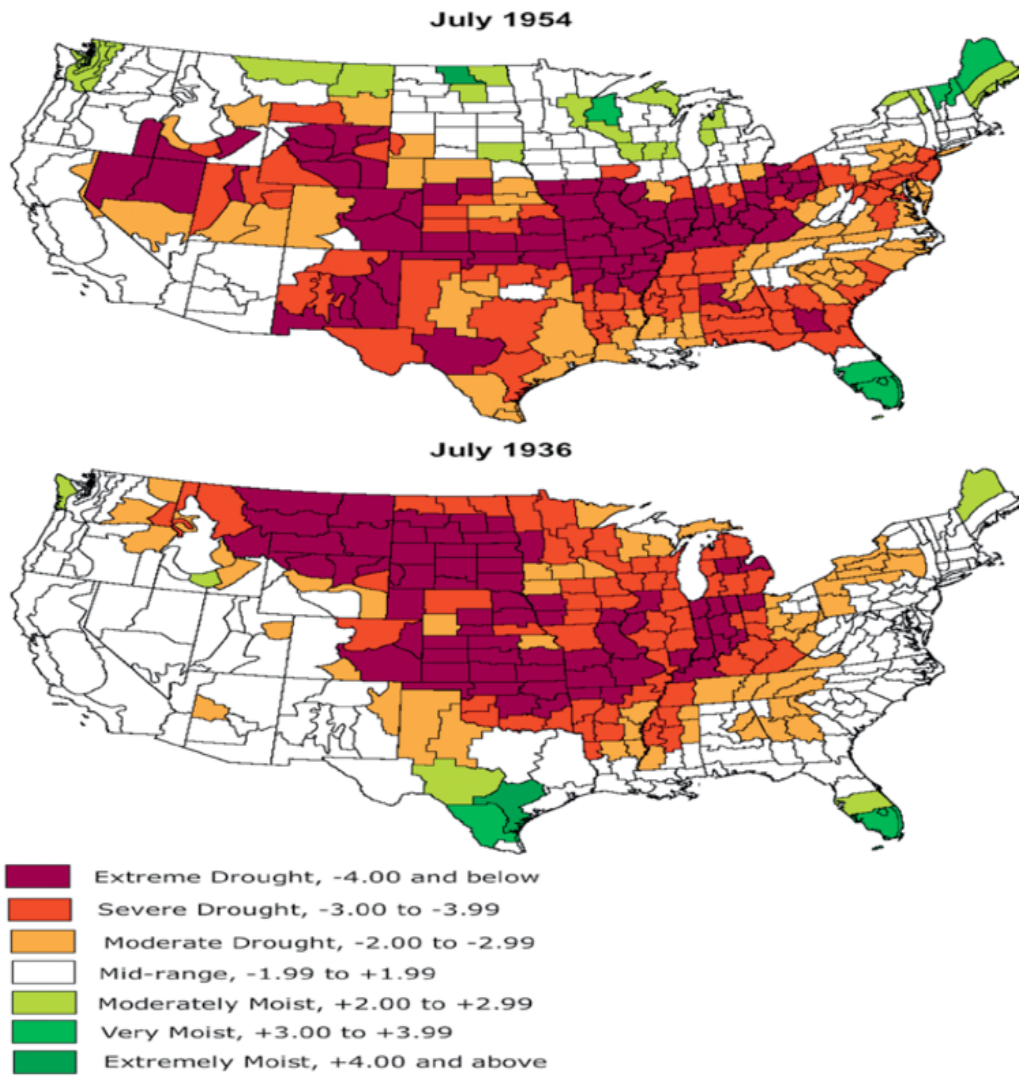 July 1954
July 1936
Extreme Drought, -4.00 and below
Severe Drought, -3.00 to -3.99
Moderate Drought, -2.00 to -2.99
Mid-range, -1.99 to +1.99
Moderately Moist, +2.00 to +2.99
Very Moist, +3.00 to +3.99
Extremely Moist, +4.00 and above